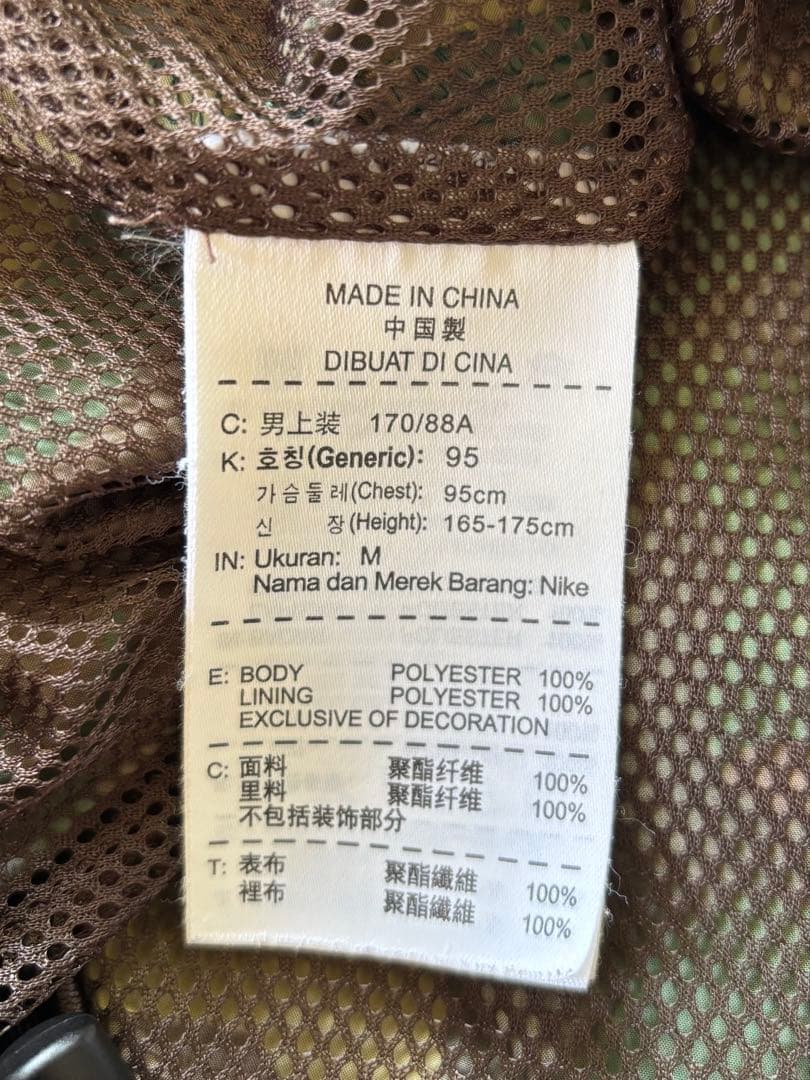 MADE IN CHINA
中国製
DIBUAT DI CINA
C: 男上装 170/88A
K: 호칭(Generic): 95
가슴둘레(Chest): 95cm
신 장(Height): 165-175cm
IN: Ukuran: M
Nama dan Merek Barang: Nike
E: BODY POLYESTER 100%
LINING POLYESTER 100%
EXCLUSIVE OF DECORATION
C: 面料 聚酯纤维 100%
里料 聚酯纤维 100%
不包括装饰部分
T: 表布 聚酯纖維 100%
裡布 聚酯纖維 100%